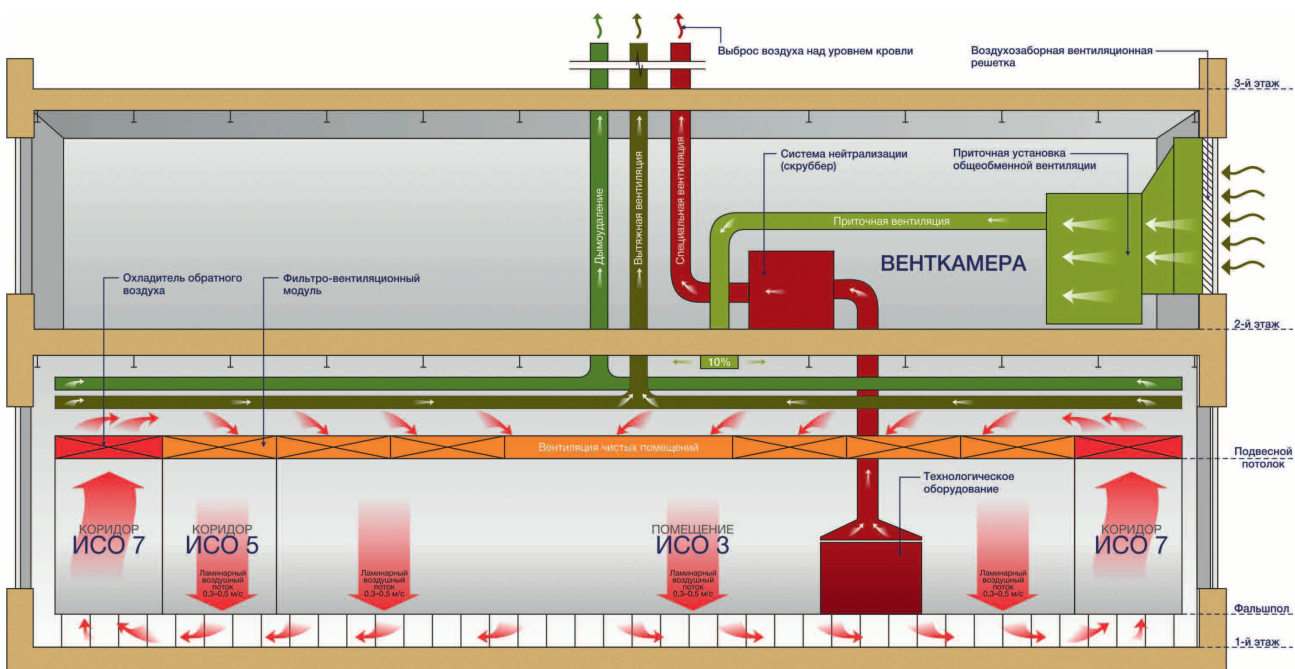 Выброс воздуха над уровнем кровли
Воздухозаборная вентиляционная
решетка
3-й этаж
Дымоудаление
Вытяжная вентиляция
Специальная вентиляция
Система нейтрализации
(скруббер)
Приточная установка
общеобменной вентиляции
Приточная вентиляция
ВЕНТКАМЕРА
Охладитель обратного
воздуха
Фильтро-вентиляционный
модуль
2-й этаж
10%
Вентиляция чистых помещений
Подвесной
потолок
Технологическое
оборудование
КОРИДОР
ИСО 7
КОРИДОР
ИСО 5
ПОМЕЩЕНИЕ
ИСО 3
КОРИДОР
ИСО 7
Ламинарный
воздушный
поток
0,3–0,5 м/с
Ламинарный
воздушный
поток
0,3–0,5 м/с
Ламинарный
воздушный
поток
0,3–0,5 м/с
Ламинарный
воздушный
поток
0,3–0,5 м/с
Фальшпол
1-й этаж